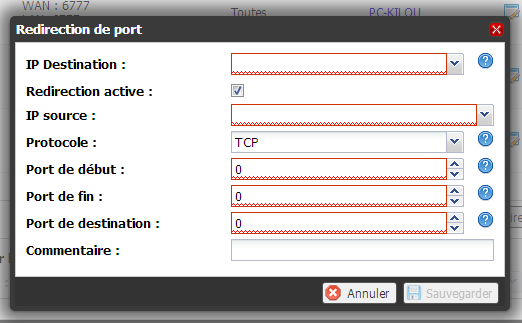 WAN : 6777
Toutes
PC-KILOU
Redirection de port
IP Destination :
Redirection active :
IP source :
Protocole :
TCP
Port de début :
0
Port de fin :
0
Port de destination :
0
Commentaire :
Annuler
Sauvegarder